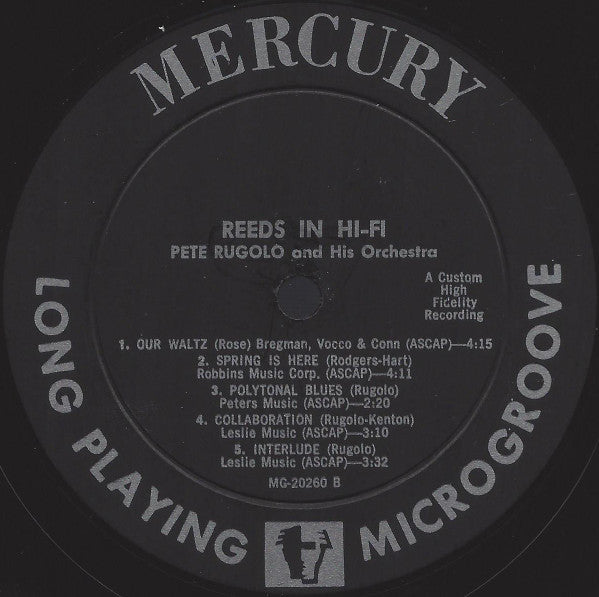 MERCURY
REEDS IN HI-FI
PETE RUGOLO and His Orchestra
A Custom
High
Fidelity
Recording
1. OUR WALTZ (Rose) Bregman, Vocco & Conn (ASCAP)—4:15
2. SPRING IS HERE (Rodgers-Hart)
Robbins Music Corp. (ASCAP)—4:11
3. POLYTONAL BLUES (Rugolo)
Peters Music (ASCAP)—2:20
4. COLLABORATION (Rugolo-Kenton)
Leslie Music (ASCAP)—3:10
5. INTERLUDE (Rugolo)
Leslie Music (ASCAP)—3:32
MG-20260 B
LONG PLAYING MICROGROOVE